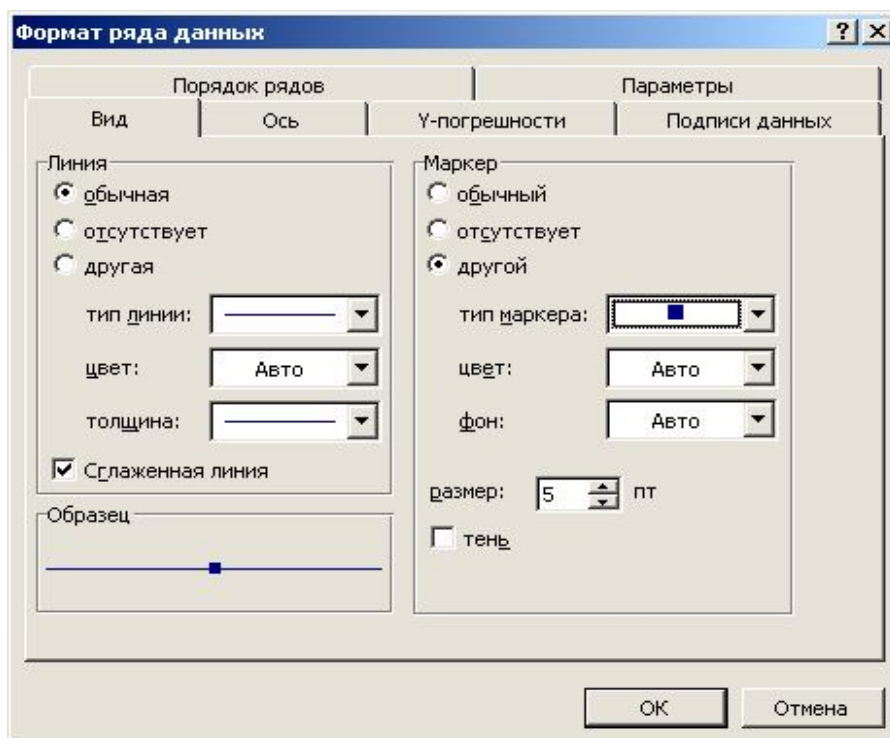 Формат ряда данных
Порядок рядов
Параметры
Вид
Ось
Y-погрешности
Подписи данных
Линия
обычная
отсутствует
другая
тип линии:
цвет:
Авто
толщина:
Сглаженная линия
Образец
Маркер
обычный
отсутствует
другой
тип маркера:
цвет:
Авто
фон:
Авто
размер:
5
пт
тень
ОК
Отмена